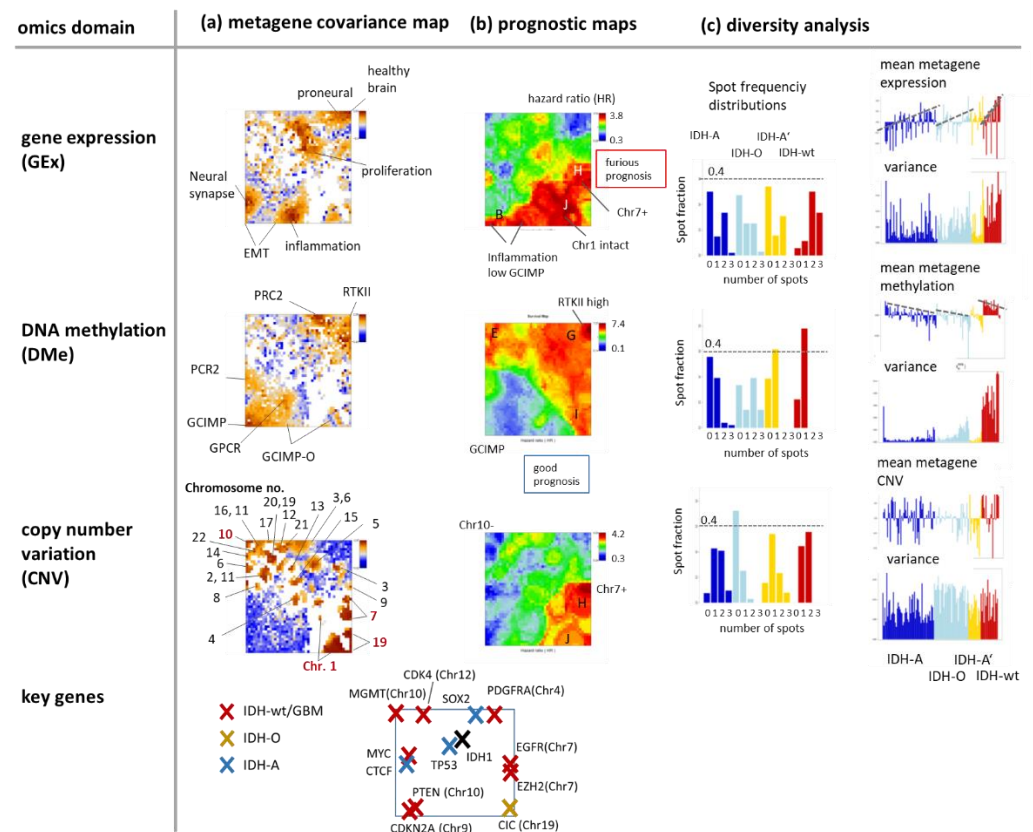 omics domain
(a) metagene covariance map
(b) prognostic maps
(c) diversity analysis
gene expression
(GEx)
proneural
healthy
brain
Neural
synapse
proliferation
EMT
inflammation
hazard ratio (HR)
3.8
0.3
furious
prognosis
H
J
B
Chr7+
Chr1 intact
Inflammation
low GCIMP
Spot frequenciy
distributions
IDH-A
IDH-A'
IDH-O
IDH-wt
0.4
Spot fraction
0 1 2 3 0 1 2 3 0 1 2 3 0 1 2 3
number of spots
mean metagene
expression
variance
DNA methylation
(DMe)
PRC2
RTKII
PCR2
GCIMP
GPCR
GCIMP-O
RTKII high
E
G
I
7.4
0.1
GCIMP
good
prognosis
0.4
Spot fraction
0 1 2 3 0 1 2 3 0 1 2 3 0 1 2 3
number of spots
mean metagene
methylation
variance
copy number
variation
(CNV)
Chromosome no.
20,19
3,6
16, 11
12
13
15
5
17
21
10
22
14
6
2, 11
8
4
3
9
7
19
Chr. 1
Chr10-
4.2
0.3
Chr7+
H
J
0.4
Spot fraction
0 1 2 3 0 1 2 3 0 1 2 3 0 1 2 3
number of spots
mean metagene
CNV
variance
IDH-A
IDH-A'
IDH-O
IDH-wt
key genes
IDH-wt/GBM
IDH-O
IDH-A
CDK4 (Chr12)
MGMT(Chr10)
SOX2
PDGFRA(Chr4)
MYC
CTCF
TP53
IDH1
EGFR(Chr7)
EZH2(Chr7)
PTEN (Chr10)
CDKN2A (Chr9)
CIC (Chr19)